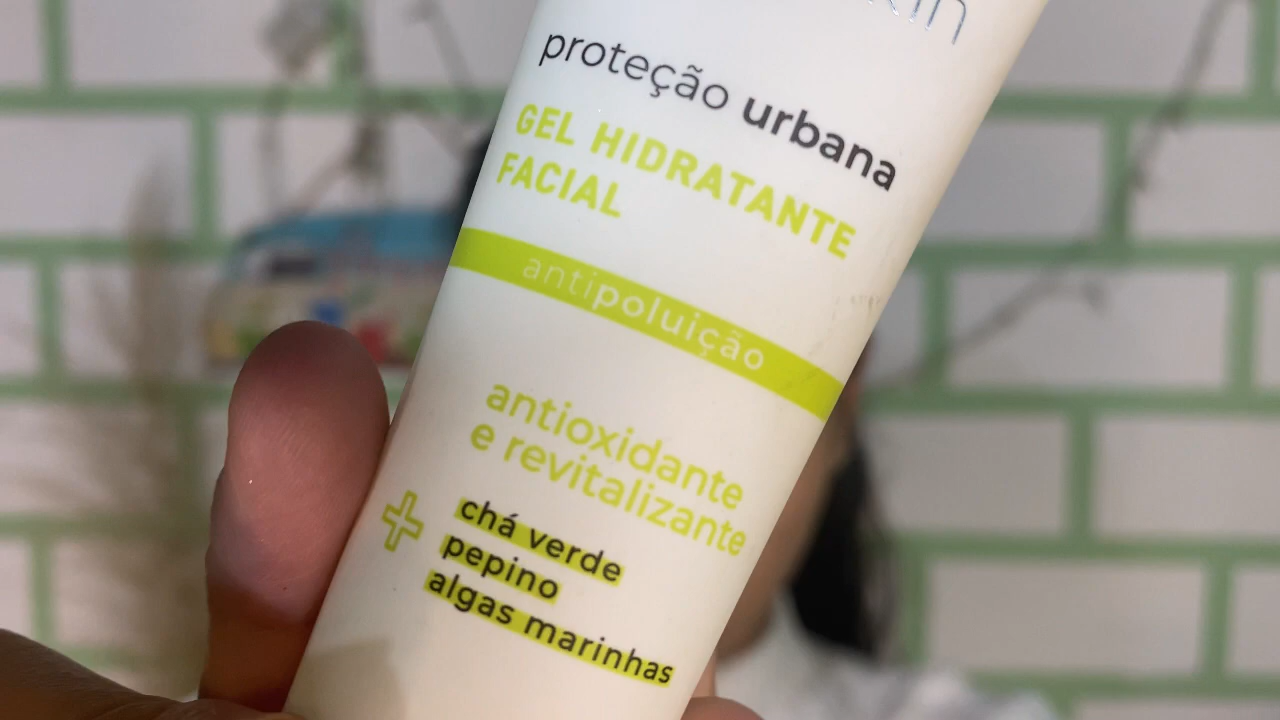 proteção urbana
GEL HIDRATANTE
FACIAL
antipoluição
antioxidante
e revitalizante
chá verde
pepino
algas marinhas